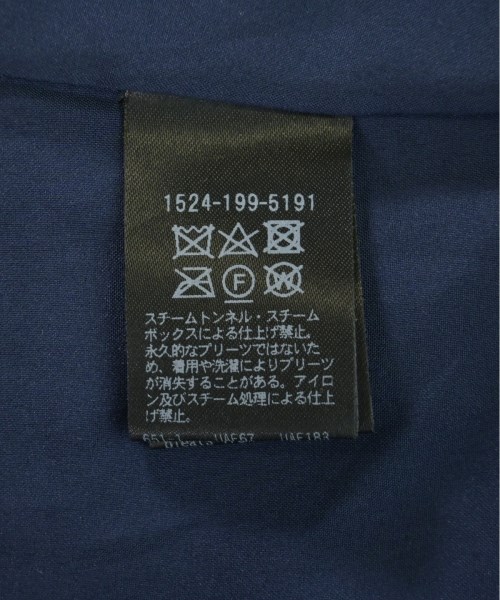 1524-199-5191
F W
スチームトンネル・スチーム
ボックスによる仕上げ禁止。
永久的なプリーツではないた
め、着用や洗濯によりプリーツ
が消失することがある。アイロ
ン及びスチーム処理による仕上
げ禁止。
UAF67 UAF183